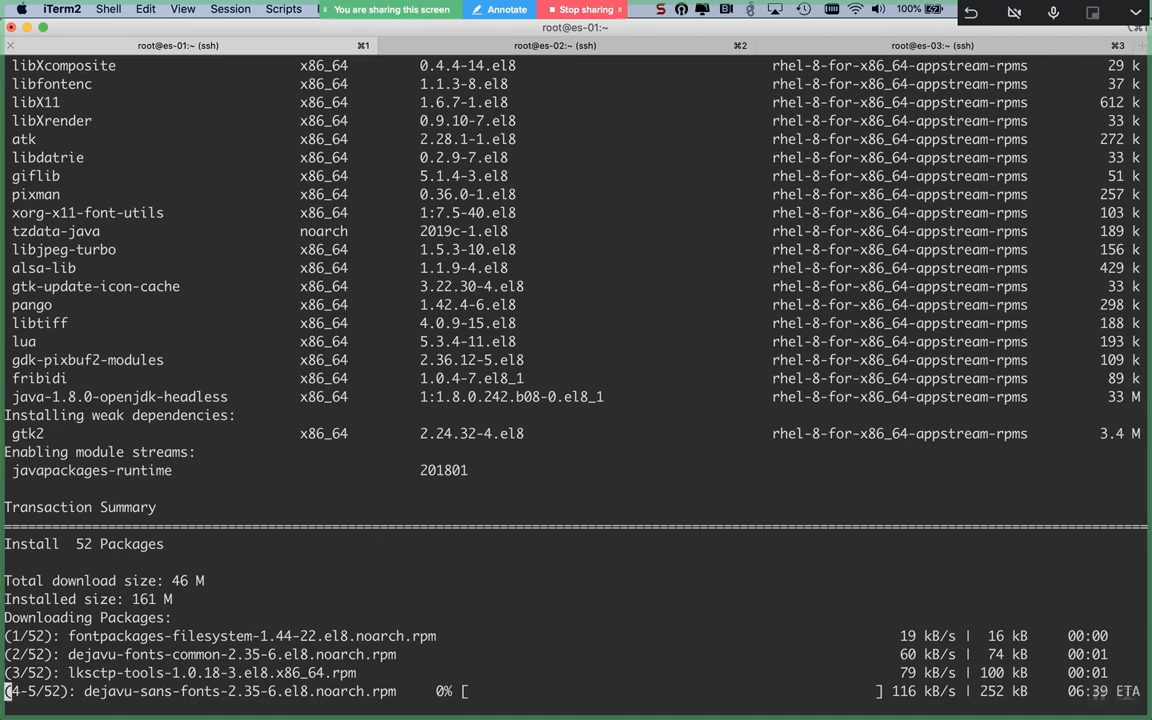 iTerm2 Shell Edit View Session Scripts You are sharing this screen Annotate Stop sharing 100%
root@es-01:~ (ssh)
root@es-01:~ (ssh) ⌘1 root@es-02:~ (ssh) ⌘2 root@es-03:~ (ssh) ⌘3
libXcomposite x86_64 0.4.4-14.el8 rhel-8-for-x86_64-appstream-rpms 29 k
libfontenc x86_64 1.1.3-8.el8 rhel-8-for-x86_64-appstream-rpms 37 k
libX11 x86_64 1.6.7-1.el8 rhel-8-for-x86_64-appstream-rpms 612 k
libXrender x86_64 0.9.10-7.el8 rhel-8-for-x86_64-appstream-rpms 33 k
atk x86_64 2.28.1-1.el8 rhel-8-for-x86_64-appstream-rpms 272 k
libdatrie x86_64 0.2.9-7.el8 rhel-8-for-x86_64-appstream-rpms 33 k
giflib x86_64 5.1.4-3.el8 rhel-8-for-x86_64-appstream-rpms 51 k
pixman x86_64 0.36.0-1.el8 rhel-8-for-x86_64-appstream-rpms 257 k
xorg-x11-font-utils x86_64 1:7.5-40.el8 rhel-8-for-x86_64-appstream-rpms 103 k
tzdata-java noarch 2019c-1.el8 rhel-8-for-x86_64-appstream-rpms 189 k
libjpeg-turbo x86_64 1.5.3-10.el8 rhel-8-for-x86_64-appstream-rpms 156 k
alsa-lib x86_64 1.1.9-4.el8 rhel-8-for-x86_64-appstream-rpms 429 k
gtk-update-icon-cache x86_64 3.22.30-4.el8 rhel-8-for-x86_64-appstream-rpms 33 k
pango x86_64 1.42.4-6.el8 rhel-8-for-x86_64-appstream-rpms 298 k
libtiff x86_64 4.0.9-15.el8 rhel-8-for-x86_64-appstream-rpms 188 k
lua x86_64 5.3.4-11.el8 rhel-8-for-x86_64-appstream-rpms 193 k
gdk-pixbuf2-modules x86_64 2.36.12-5.el8 rhel-8-for-x86_64-appstream-rpms 109 k
fribidi x86_64 1.0.4-7.el8_1 rhel-8-for-x86_64-appstream-rpms 89 k
java-1.8.0-openjdk-headless x86_64 1:1.8.0.242.b08-0.el8_1 rhel-8-for-x86_64-appstream-rpms 33 M
Installing weak dependencies:
gtk2 x86_64 2.24.32-4.el8 rhel-8-for-x86_64-appstream-rpms 3.4 M
Enabling module streams:
javapackages-runtime 201801
Transaction Summary
================================================================================
Install 52 Packages
Total download size: 46 M
Installed size: 161 M
Downloading Packages:
(1/52): fontpackages-filesystem-1.44-22.el8.noarch.rpm 19 kB/s | 16 kB 00:00
(2/52): dejavu-fonts-common-2.35-6.el8.noarch.rpm 60 kB/s | 74 kB 00:01
(3/52): lksctp-tools-1.0.18-3.el8.x86_64.rpm 79 kB/s | 100 kB 00:01
(4-5/52): dejavu-sans-fonts-2.35-6.el8.noarch.rpm 0% [ ] 116 kB/s | 252 kB 06:39 ETA